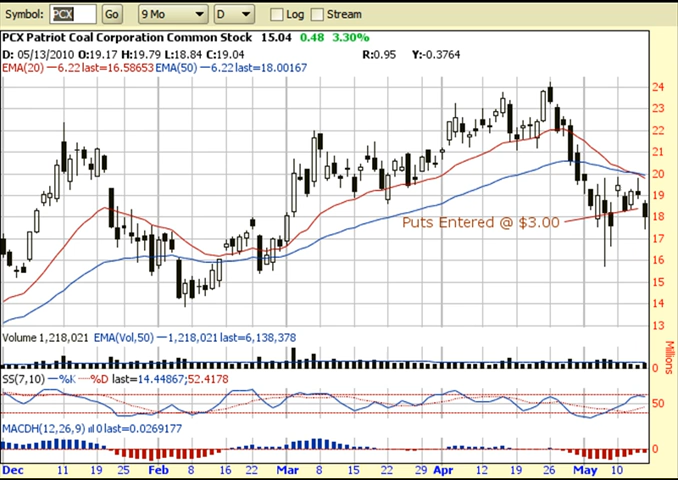 Symbol: PCX Go 9 Mo D Log Stream
PCX Patriot Coal Corporation Common Stock 15.04 0.48 3.30%
D: 05/13/2010 O:19.17 H:19.79 L:18.84 C:19.04 R:0.95 Y:-0.3764
EMA(20) —6.22 last=16.58653 EMA(50) —6.22 last=18.00167
24
23
22
21
20
19
Puts Entered @ $3.00
18
17
16
15
14
13
Volume 1,218,021 EMA(Vol,50) —1,218,021 last=6,138,378
0
Millions
SS(7,10) —%K —%D last=14.44867;52.4178
50
MACDH(12,26,9) 0 last=0.0269177
0
Dec 11 19 25 Feb 8 16 22 Mar 8 15 22 29 Apr 12 19 26 May 10